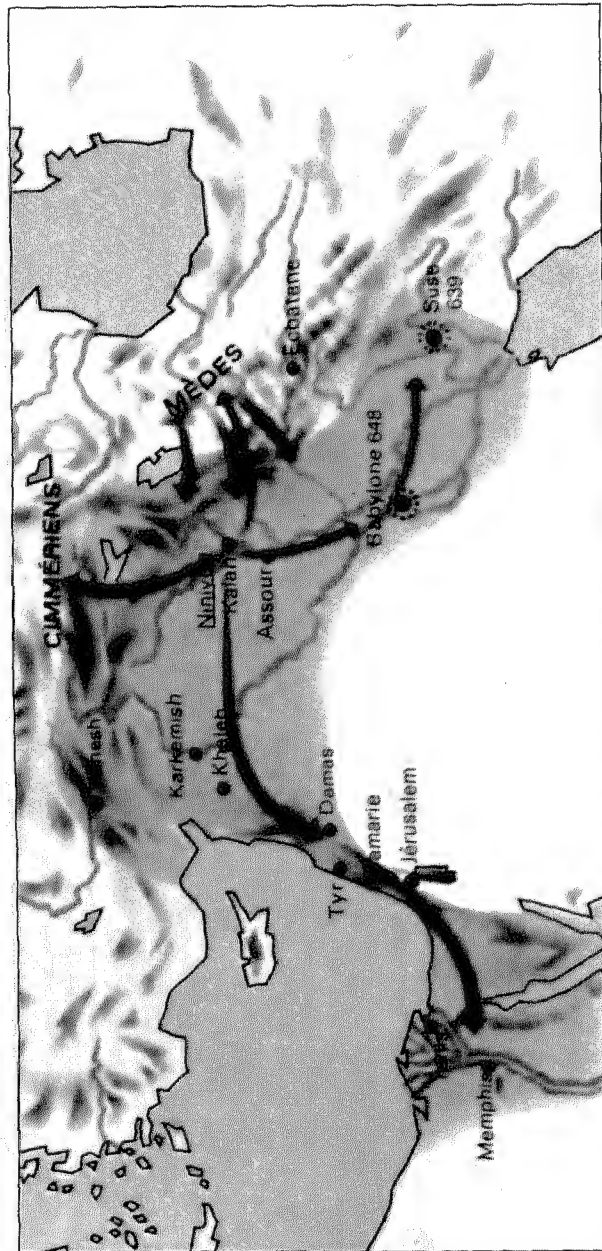 CIMMÉRIENS
MÈDES
Karkemish
Khaleb
Ninive
Kalah
Assour
Ecbatane
Tyr
Damas
Samarie
Jérusalem
Babylone 648
Suse
639
Memphis